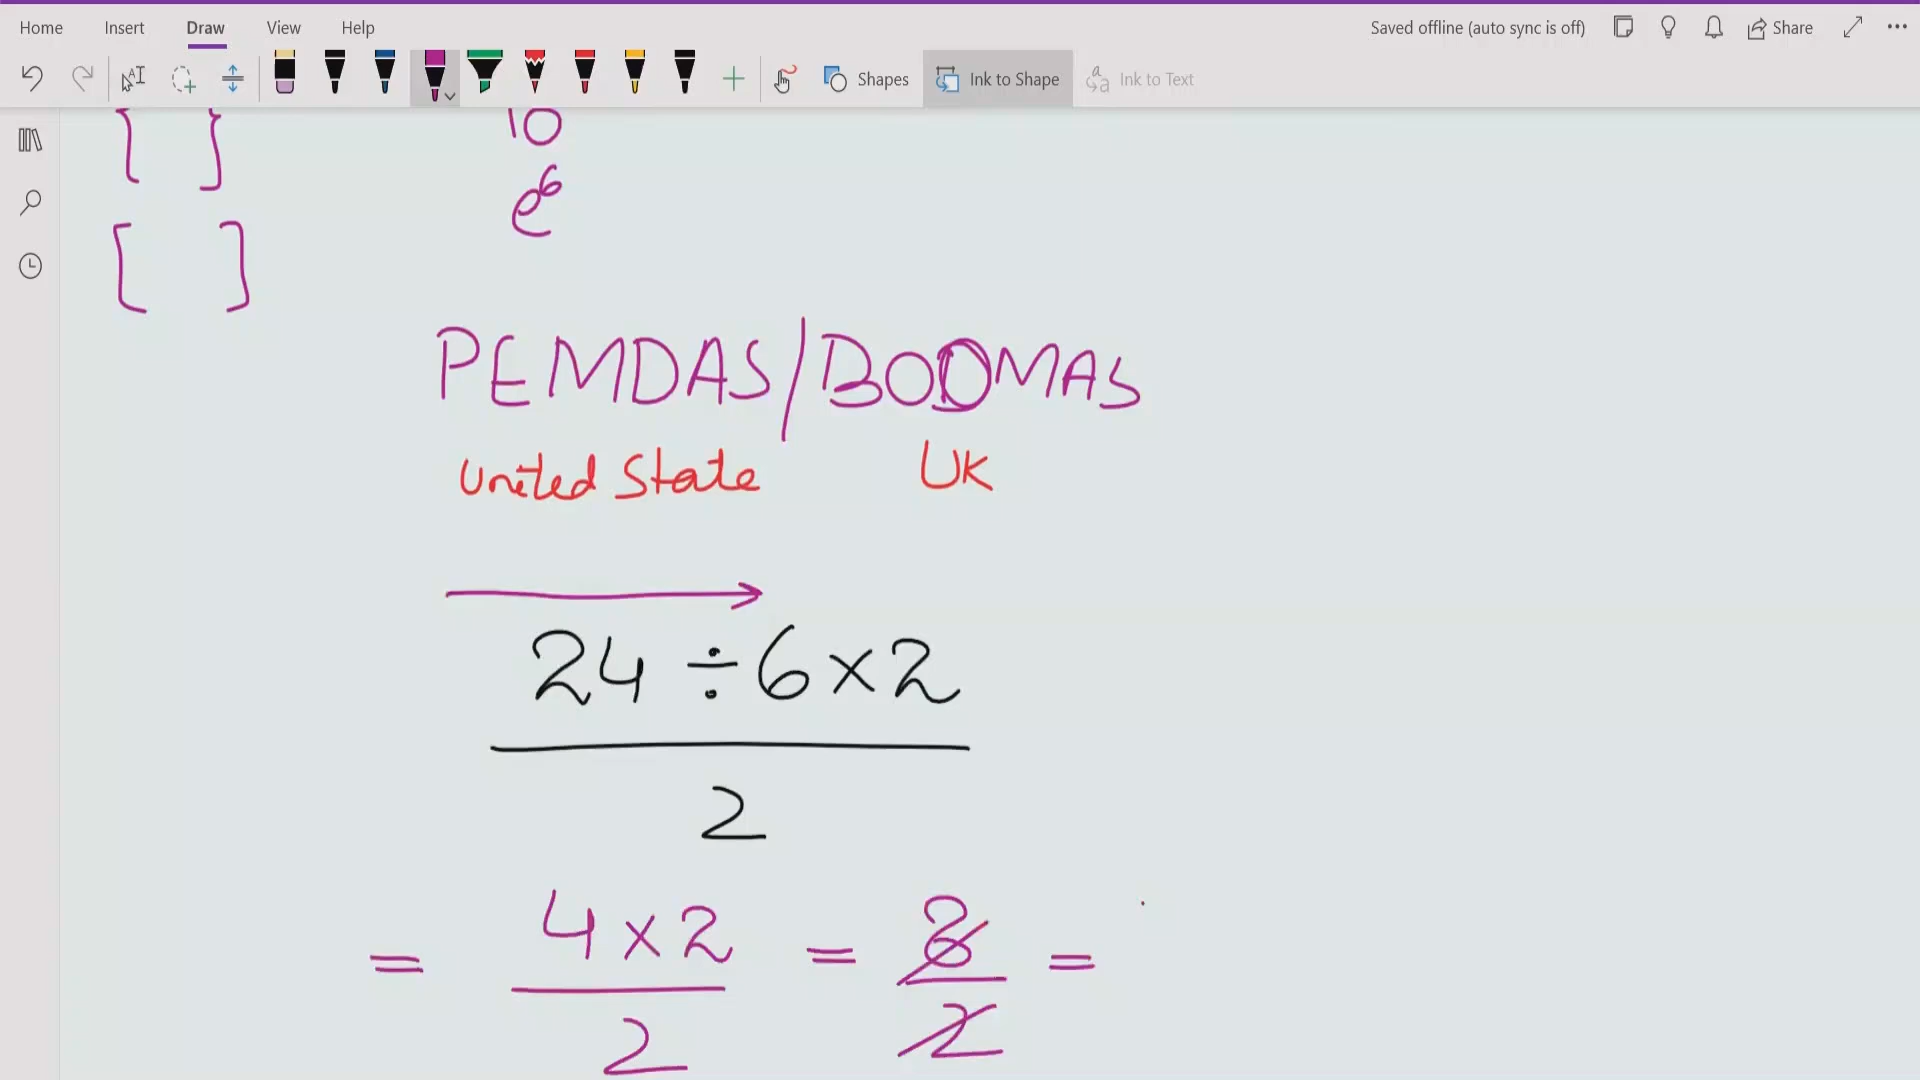 Home Insert Draw View Help Saved offline (auto sync is off) Share
Shapes Ink to Shape Ink to Text
{ } 10
e^6
[ ]
PEMDAS/BODMAS
United State UK
24 ÷ 6 × 2
2
= 4 × 2 = 8 =
2 2